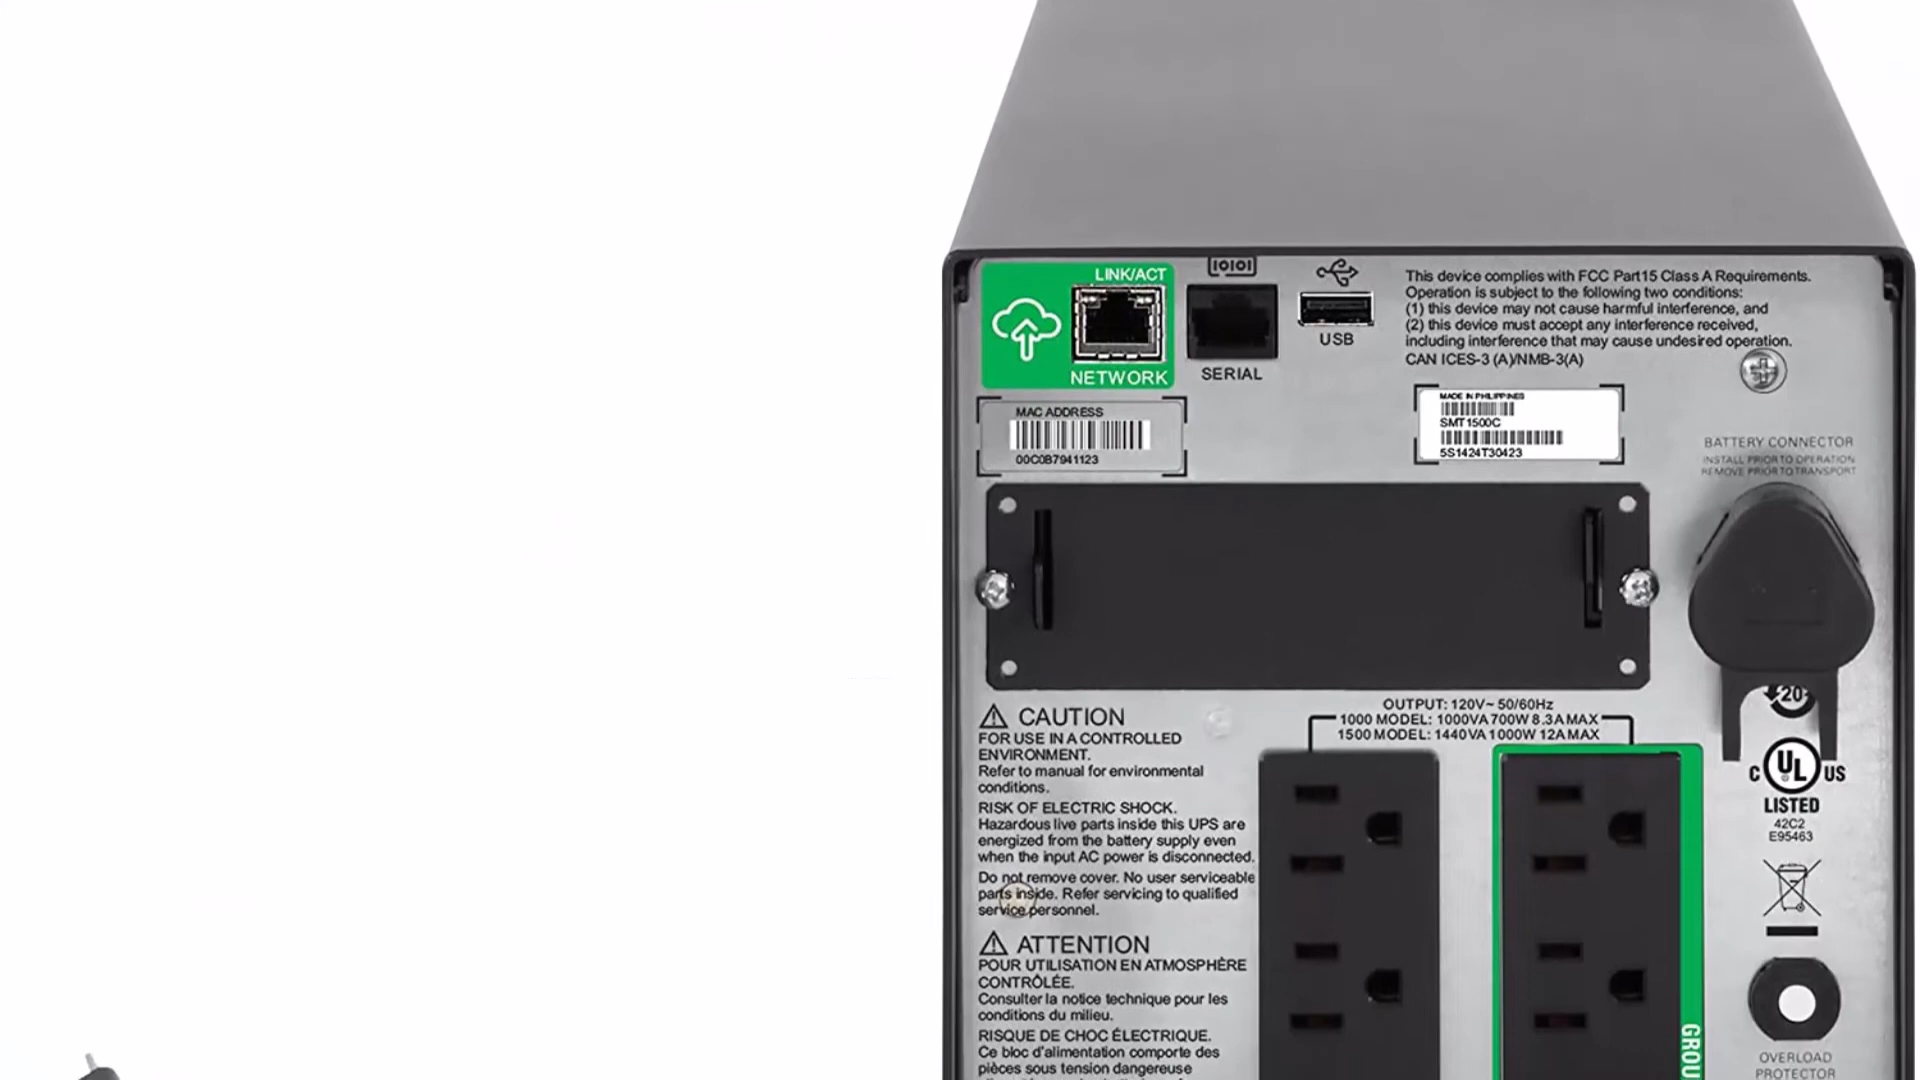 LINK/ACT
NETWORK
SERIAL
USB
This device complies with FCC Part15 Class A Requirements.
Operation is subject to the following two conditions:
(1) this device may not cause harmful interference, and
(2) this device must accept any interference received,
including interference that may cause undesired operation.
CAN ICES-3 (A)/NMB-3(A)
MAC ADDRESS
00C0B7941123
MADE IN PHILIPPINES
SMT1500C
5S1424T30423
BATTERY CONNECTOR
INSTALL PRIOR TO OPERATION
REMOVE PRIOR TO TRANSPORT
OUTPUT: 120V~ 50/60Hz
1000 MODEL: 1000VA 700W 8.3A MAX
1500 MODEL: 1440VA 1000W 12A MAX
CAUTION
FOR USE IN A CONTROLLED
ENVIRONMENT.
Refer to manual for environmental
conditions.
RISK OF ELECTRIC SHOCK.
Hazardous live parts inside this UPS are
energized from the battery supply even
when the input AC power is disconnected.
Do not remove cover. No user serviceable
parts inside. Refer servicing to qualified
service personnel.
ATTENTION
POUR UTILISATION EN ATMOSPHÈRE
CONTRÔLÉE.
Consulter la notice technique pour les
conditions du milieu.
RISQUE DE CHOC ÉLECTRIQUE.
Ce bloc d'alimentation comporte des
pièces sous tension dangereuse
20
C UL US
LISTED
42C2
E95463
GROU
OVERLOAD
PROTECTOR